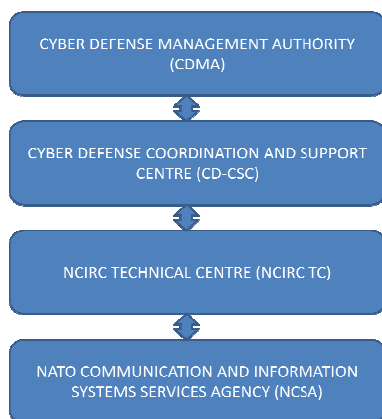 CYBER DEFENSE MANAGEMENT AUTHORITY
(CDMA)
CYBER DEFENSE COORDINATION AND SUPPORT
CENTRE (CD-CSC)
NCIRC TECHNICAL CENTRE (NCIRC TC)
NATO COMMUNICATION AND INFORMATION
SYSTEMS SERVICES AGENCY (NCSA)